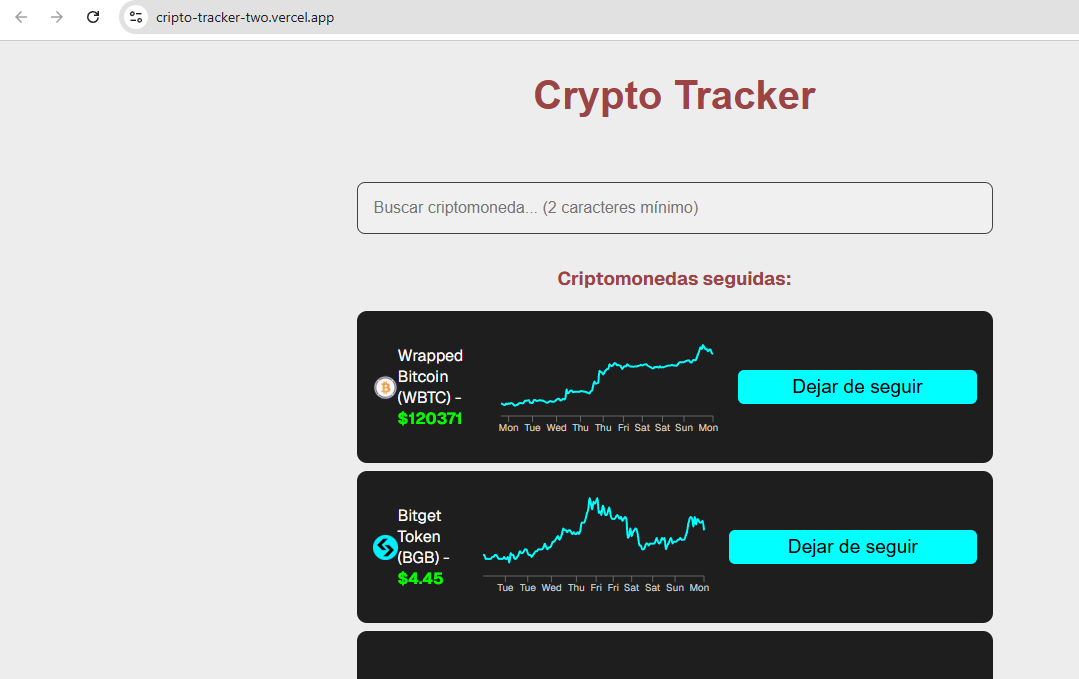 cripto-tracker-two.vercel.app
Crypto Tracker
Buscar criptomoneda... (2 caracteres mínimo)
Criptomonedas seguidas:
Wrapped
Bitcoin
(WBTC) -
$120371
Mon Tue Wed Thu Thu Fri Sat Sat Sun Mon
Dejar de seguir
Bitget
Token
(BGB) -
$4.45
Tue Tue Wed Thu Fri Fri Sat Sat Sun Mon
Dejar de seguir